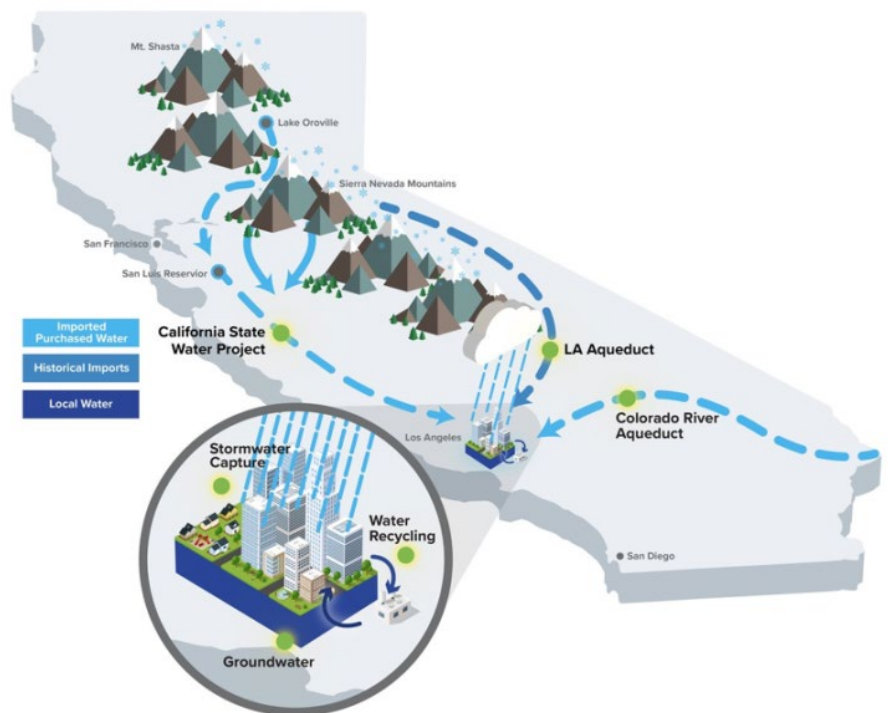 Mt. Shasta
Lake Oroville
Sierra Nevada Mountains
San Francisco
San Luis Reservior
Imported
Purchased Water
Historical Imports
Local Water
California State
Water Project
LA Aqueduct
Colorado River
Aqueduct
Los Angeles
Stormwater
Capture
Water
Recycling
San Diego
Groundwater